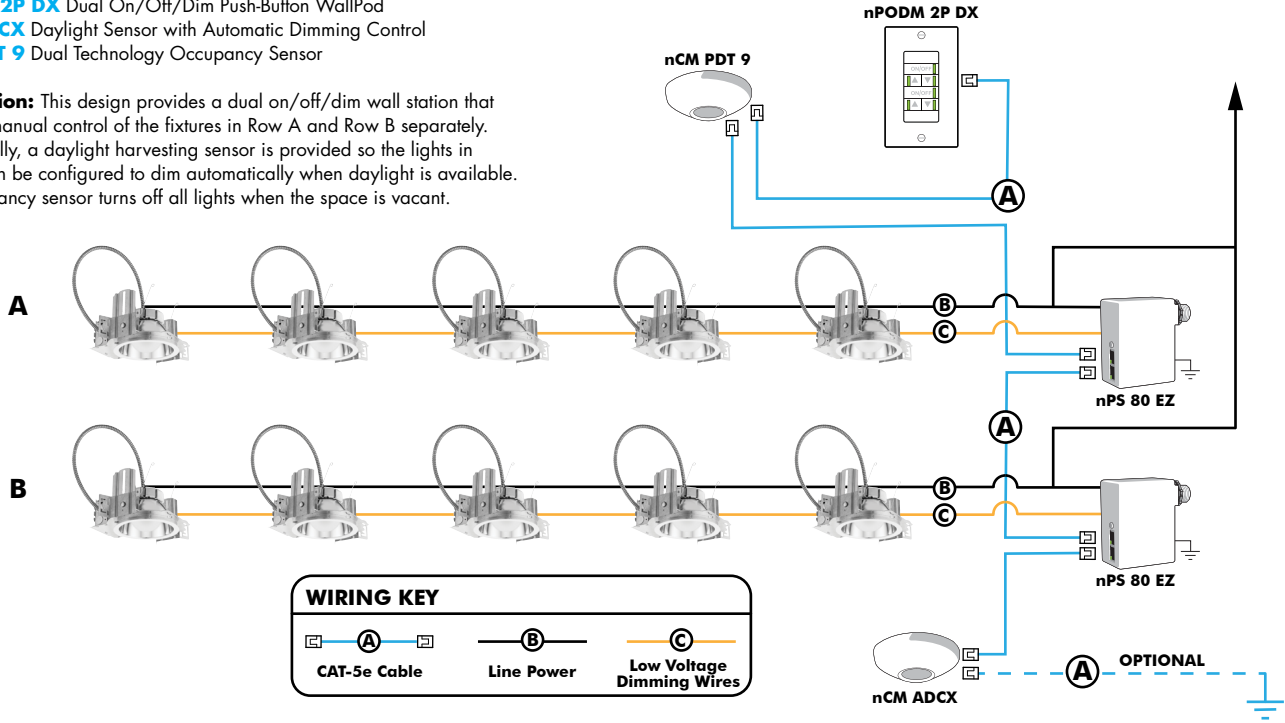 2P DX Dual On/Off/Dim Push-Button WallPod
CX Daylight Sensor with Automatic Dimming Control
T 9 Dual Technology Occupancy Sensor
ion: This design provides a dual on/off/dim wall station that
manual control of the fixtures in Row A and Row B separately.
lly, a daylight harvesting sensor is provided so the lights in
n be configured to dim automatically when daylight is available.
ancy sensor turns off all lights when the space is vacant.
nPODM 2P DX
nCM PDT 9
ON/OFF
ON/OFF
A
A
B
C
nPS 80 EZ
A
B
B
C
nPS 80 EZ
WIRING KEY
A
B
C
CAT-5e Cable
Line Power
Low Voltage
Dimming Wires
nCM ADCX
A
OPTIONAL